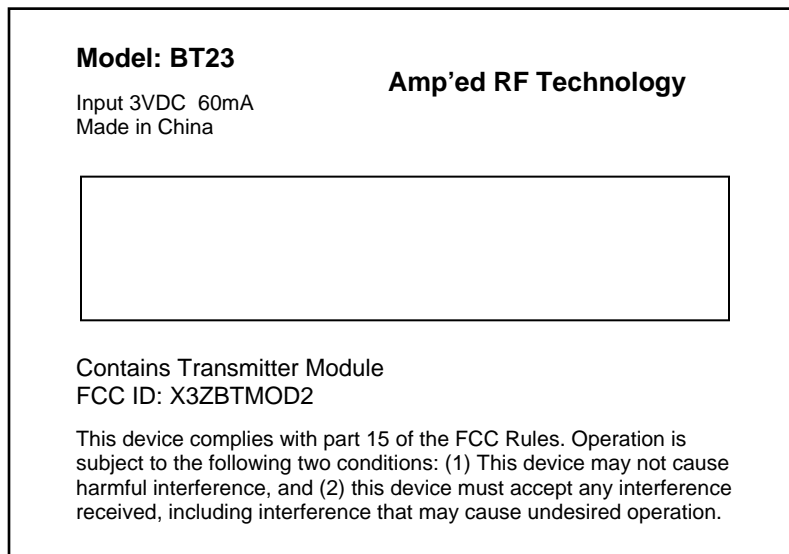 Model: BT23
Amp’ed RF Technology
Input 3VDC  60mA
Made in China
Contains Transmitter Module
FCC ID: X3ZBTMOD2
This device complies with part 15 of the FCC Rules. Operation is
subject to the following two conditions: (1) This device may not cause
harmful interference, and (2) this device must accept any interference
received, including interference that may cause undesired operation.